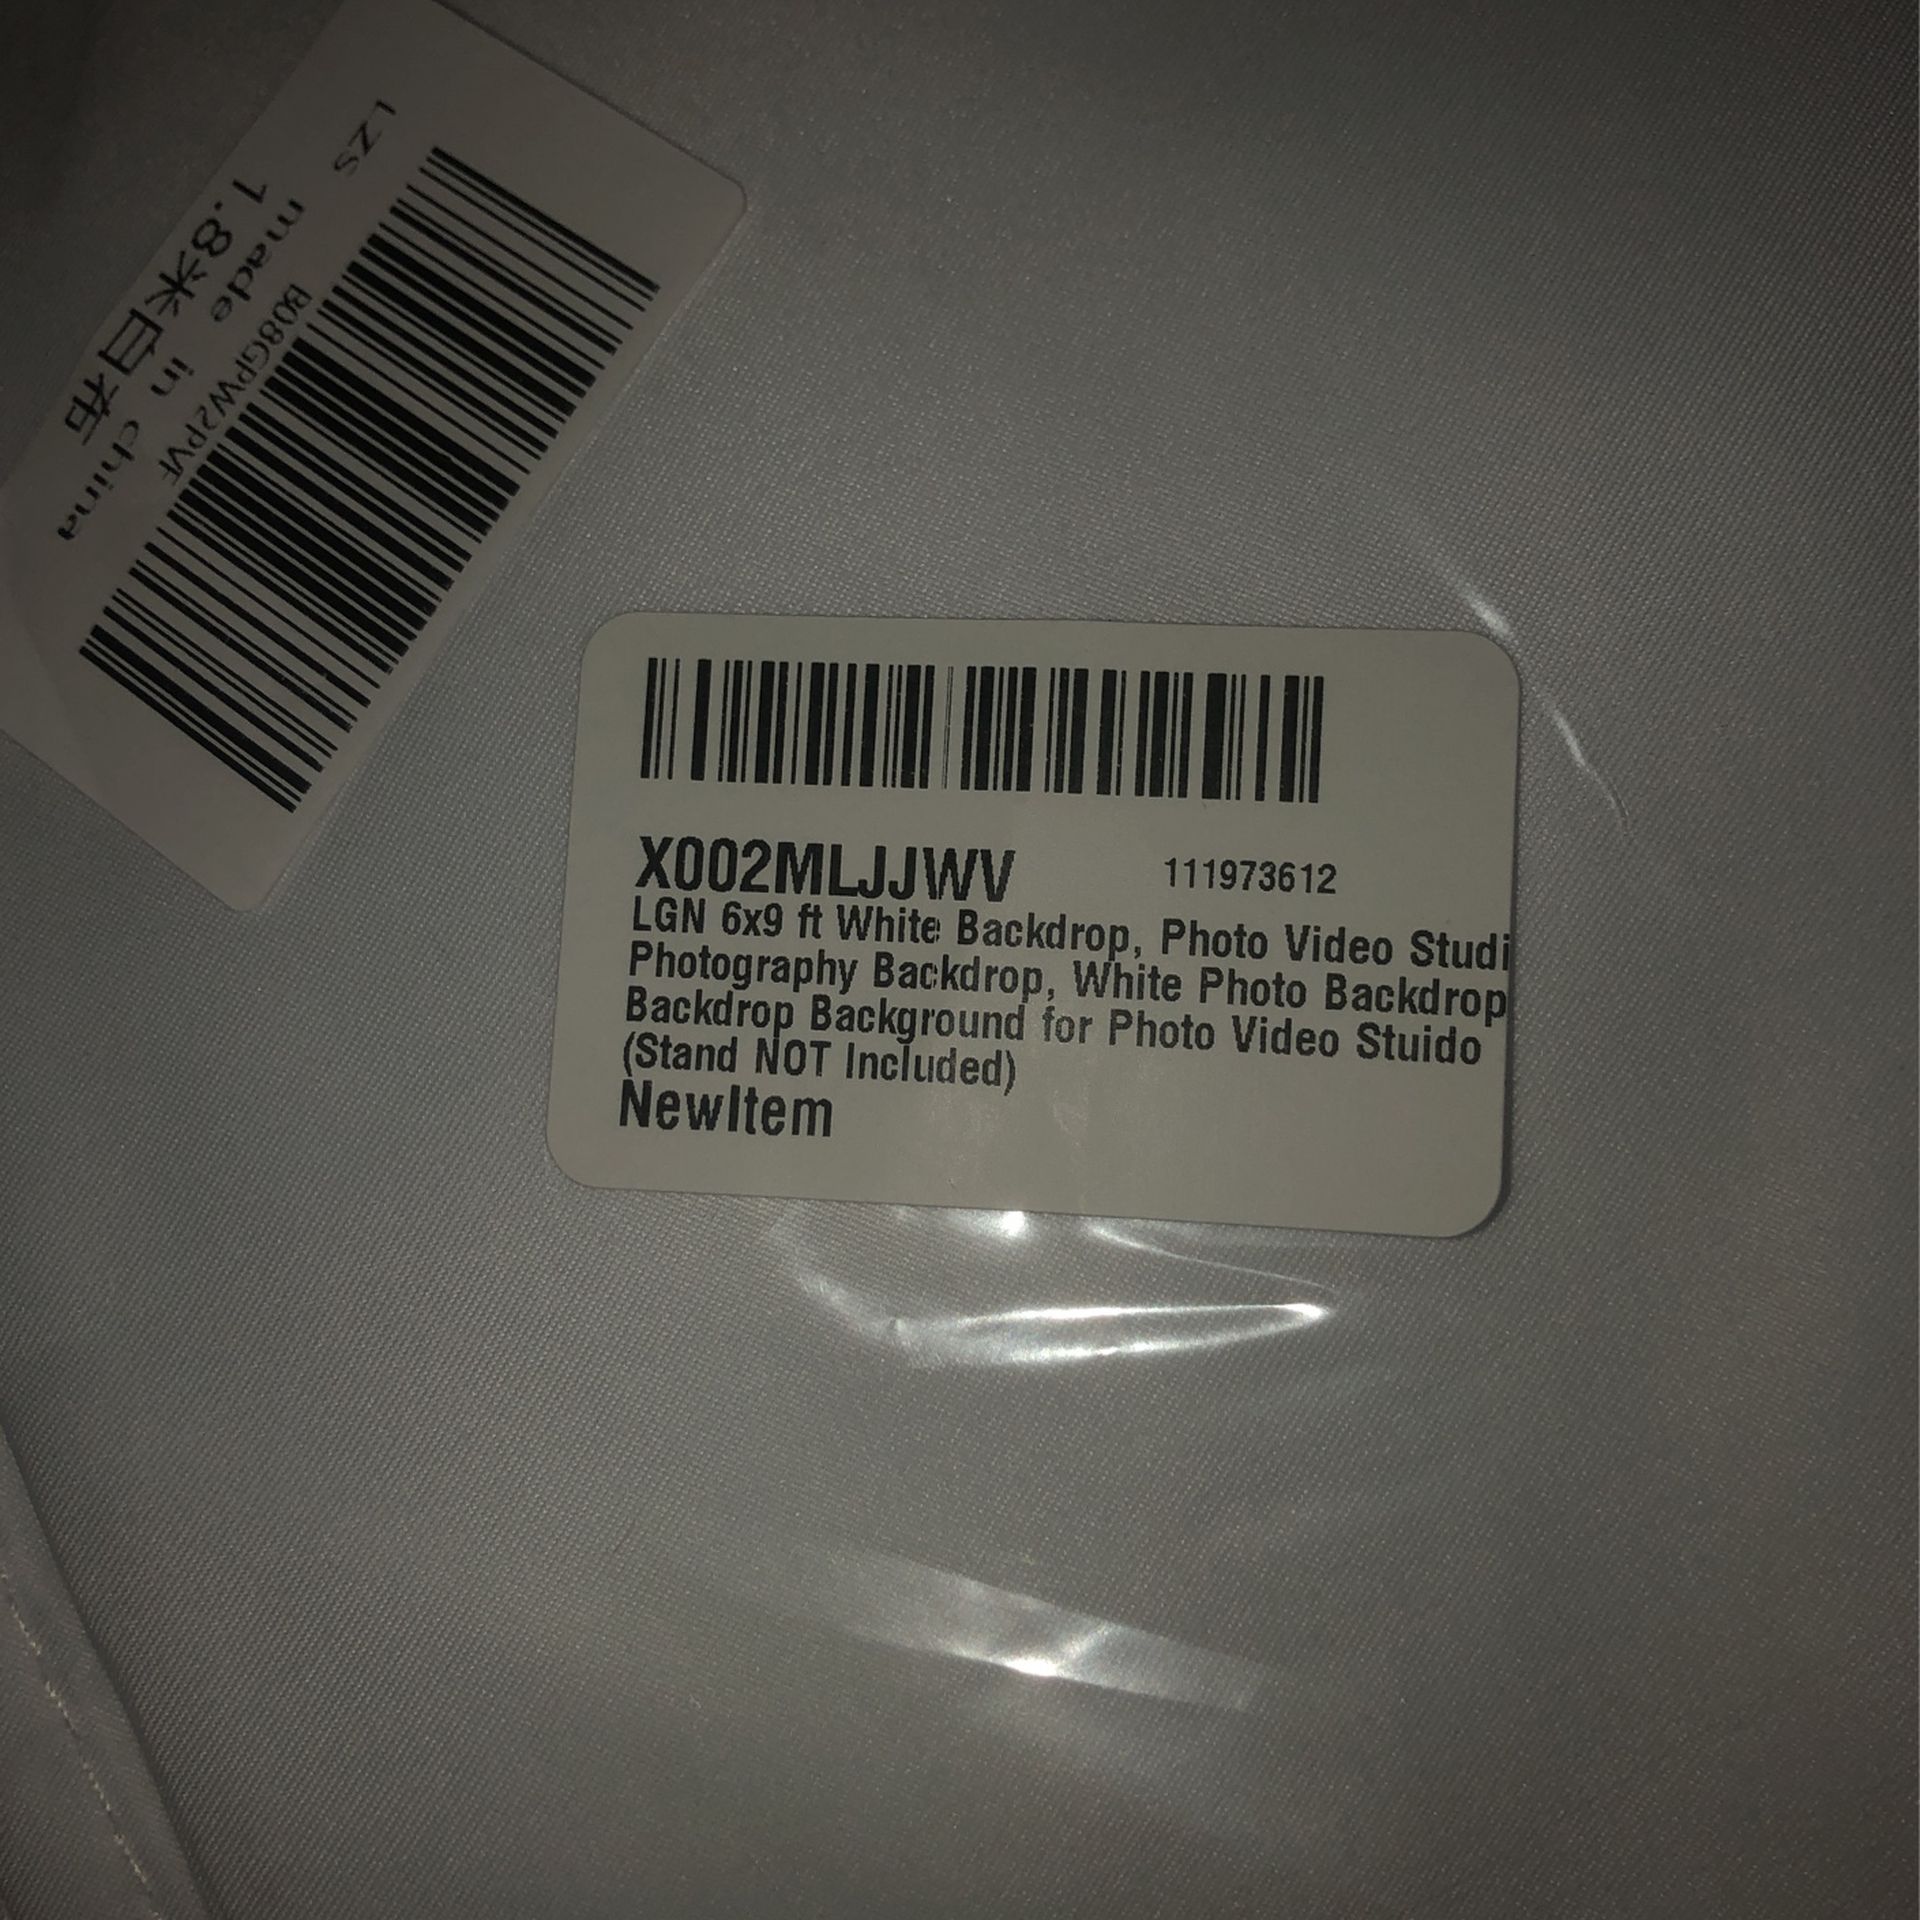 LZS
B08GPW2PVF
made in china
1.8米白布
X002MLJJWV 111973612
LGN 6x9 ft White Backdrop, Photo Video Studi
Photography Backdrop, White Photo Backdrop
Backdrop Background for Photo Video Stuido
(Stand NOT Included)
NewItem